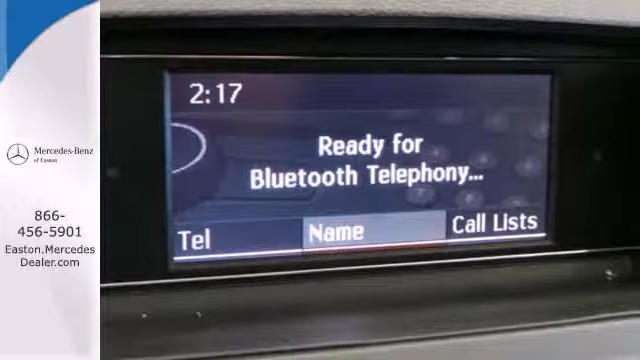 Mercedes-Benz
of Easton
866-
456-5901
Easton.Mercedes
Dealer.com
2:17
Ready for
Bluetooth Telephony...
Tel
Name
Call Lists